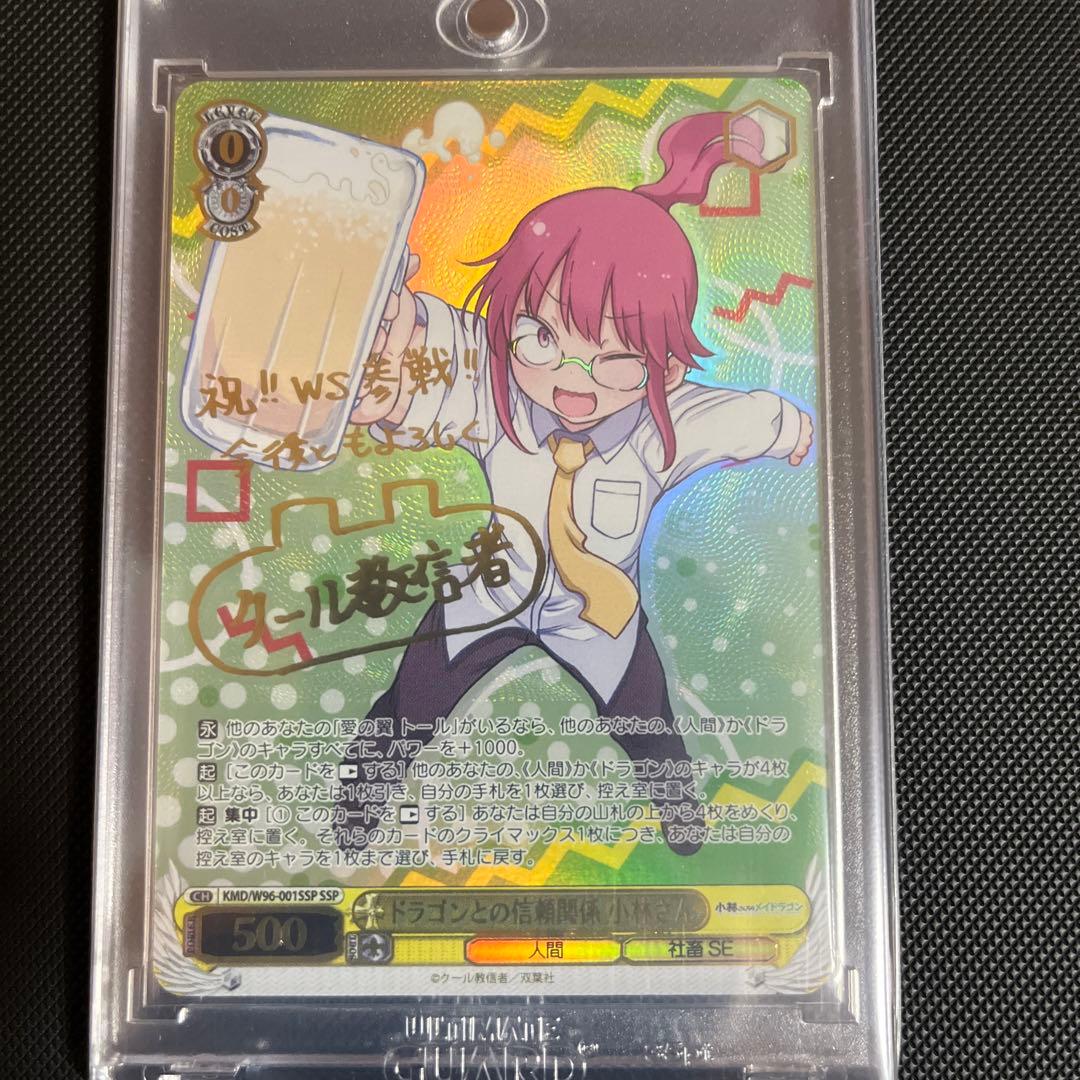 LEVEL
0
0
COST
祝!! WS参戦!!
今後ともよろしく
クール教信者
永 他のあなたの「愛の翼 トール」がいるなら、他のあなたの、《人間》か《ドラ
ゴン》のキャラすべてに、パワーを+1000。
起 [このカードを する] 他のあなたの、《人間》か《ドラゴン》のキャラが4枚
以上なら、あなたは1枚引き、自分の手札を1枚選び、控え室に置く。
起 集中 [① このカードを する] あなたは自分の山札の上から4枚をめくり、
控え室に置く。それらのカードのクライマックス1枚につき、あなたは自分の
控え室のキャラを1枚まで選び、手札に戻す。
CH KMD/W96-001SSP SSP
ドラゴンとの信頼関係 小林さん
小林さんちのメイドラゴン
POWER 500 SOUL
人間 社畜 SE
©クール教信者/双葉社
ULTIMATE
GUARD